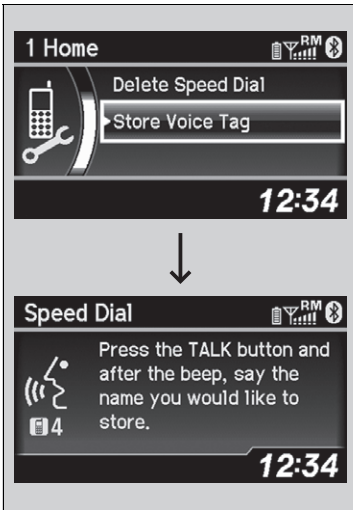 1 Home
RM
Delete Speed Dial
Store Voice Tag
12:34
Speed Dial
RM
Press the TALK button and
after the beep, say the
name you would like to
store.
4
12:34